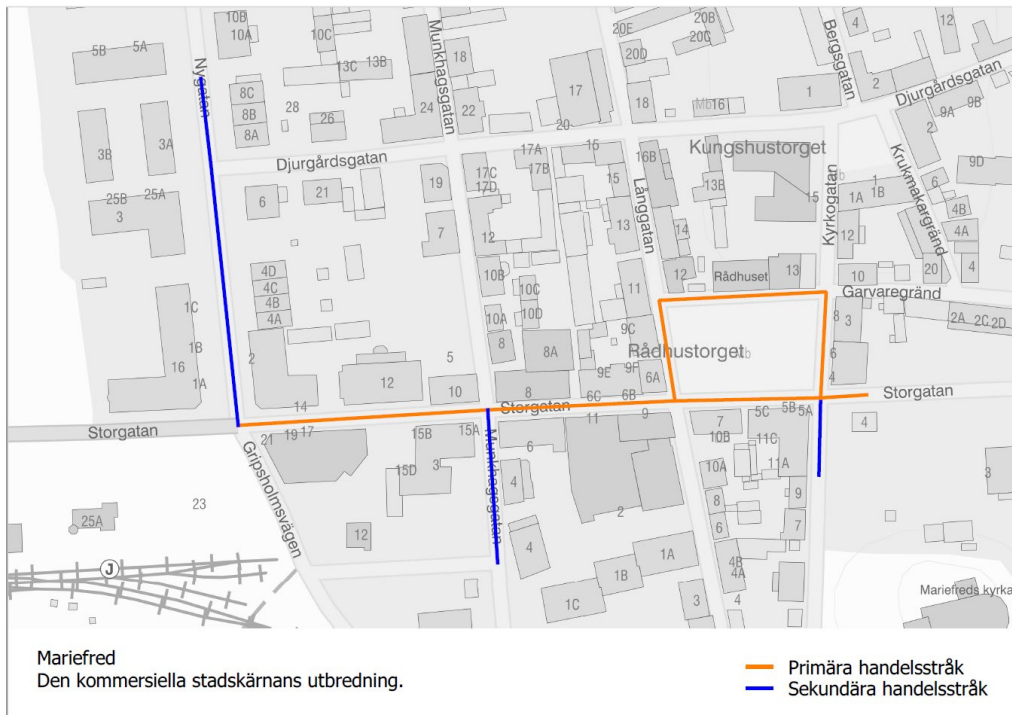 10B
10A
10C
13C
13B
20E
20B
20C
20D
Bergsgatan
4
12
5B
5A
Nygatan
Munkhagsgatan
18
17
8C
8B
8A
28
26
24
22
20
18
Mb
16
1
2
Djurgårdsgatan
9A
9B
2
3B
3A
Djurgårdsgatan
17A
17B
16
15
16B
Kungshustorget
9D
25B
25A
3
6
21
19
17C
17D
Långgatan
13B
15
1A
1
1B
6
Krukmakargränd
4B
4A
7
12
13
14
Kyrkogatan
12
4D
4C
4B
4A
10B
10C
10A
10D
11
12
Rådhuset
13
10
20
4
Garvaregränd
1C
1B
16
1A
2
14
12
5
10
8
8A
8
9C
9E
9F
6C
6B
6A
Rådhustorget
8
3
6
4
2A
2C
2D
Storgatan
Storgatan
Storgatan
21
19
17
15B
15A
15D
3
11
9
7
5C
5B
5A
4
6
10B
11C
11A
Gripsholmsvägen
Munkhagsgatan
4
10A
8
9
3
23
25A
12
2
6
7
4
1A
1B
4B
4A
J
1C
3
4
Mariefreds kyrka
Mariefred
Den kommersiella stadskärnans utbredning.
Primära handelsstråk
Sekundära handelsstråk